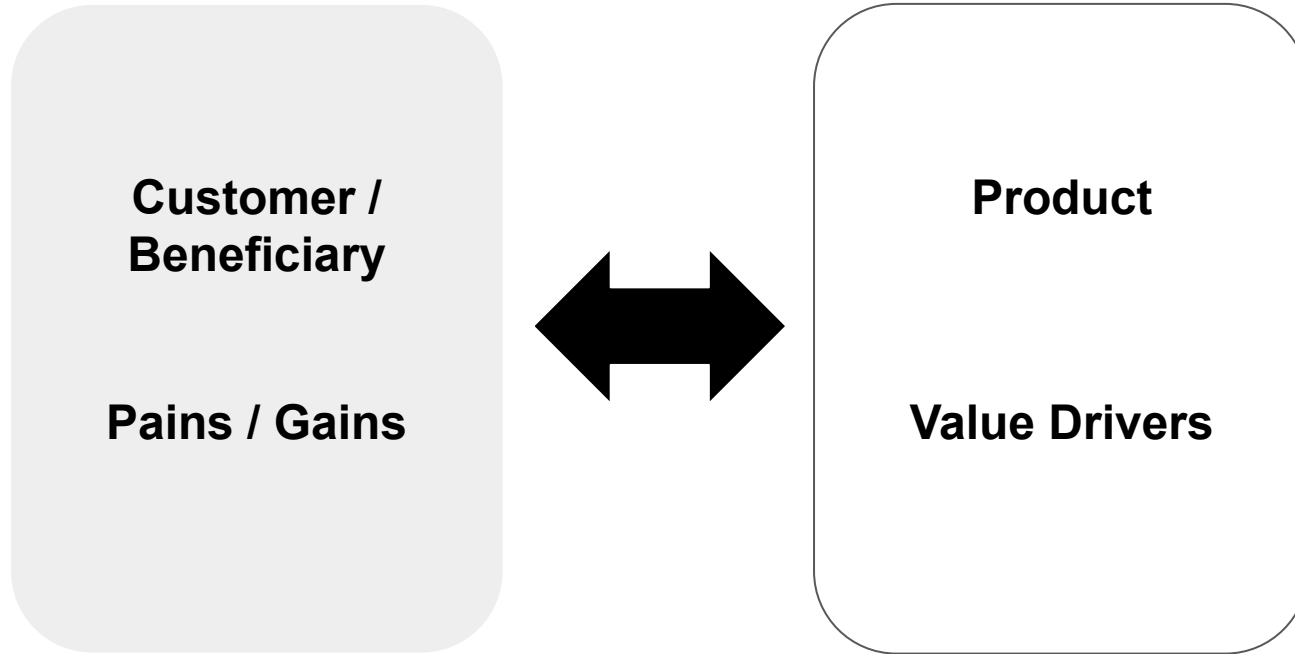 Customer /
Beneficiary
Pains / Gains
Product
Value Drivers